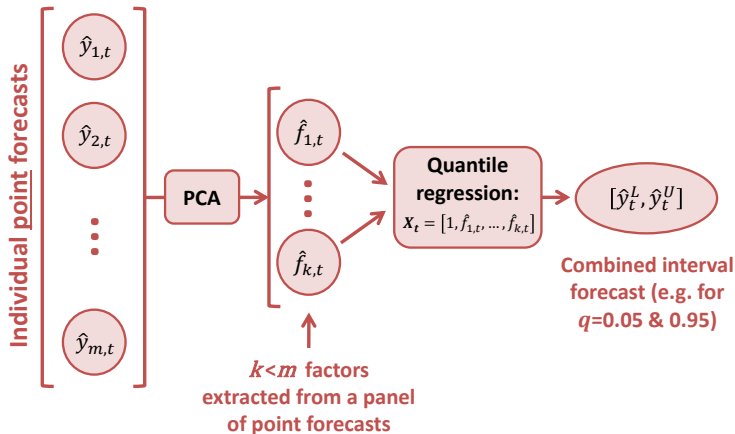 Individual point forecasts
ŷ1,t
ŷ2,t
ŷm,t
PCA
f̂1,t
f̂k,t
k<m factors
extracted from a panel
of point forecasts
Quantile
regression:
Xt = [1, f̂1,t, …, f̂k,t]
[ŷtL, ŷtU]
Combined interval
forecast (e.g. for
q=0.05 & 0.95)